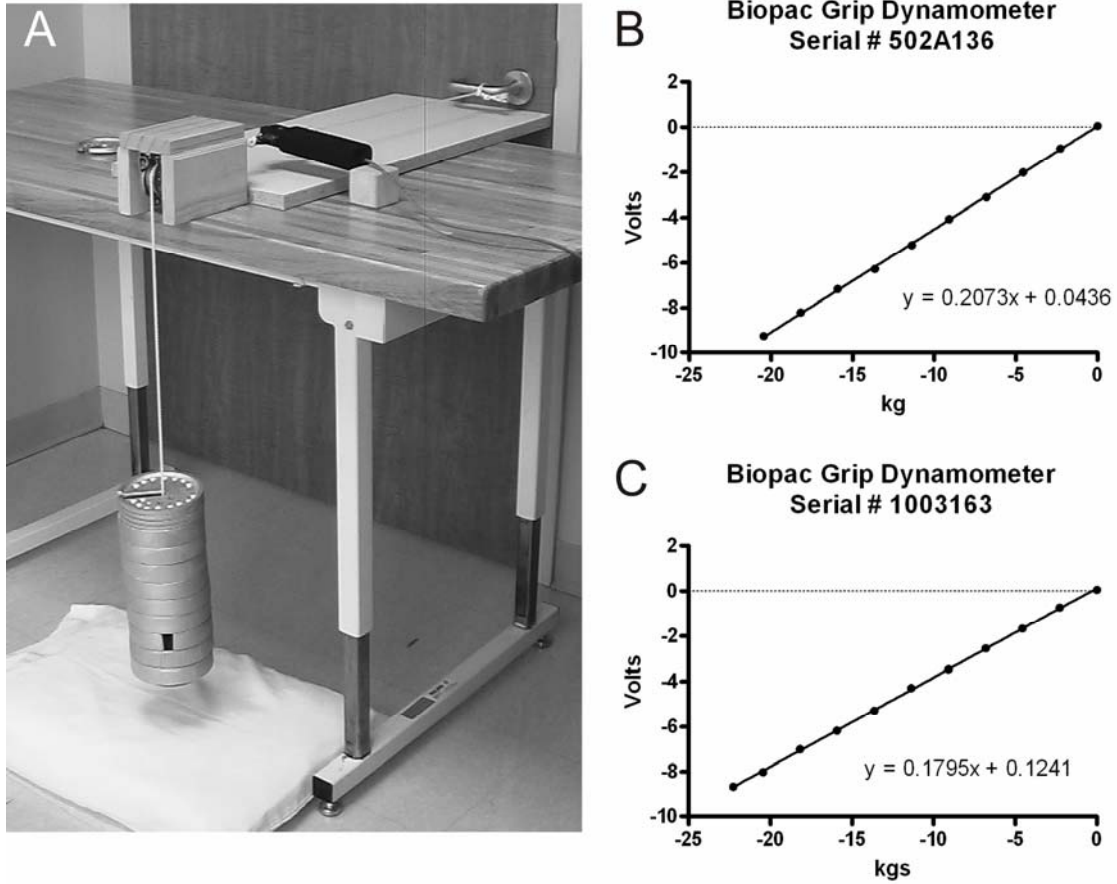 A
B
Biopac Grip Dynamometer
Serial # 502A136
2
0
-2
-4
-6
-8
-10
Volts
y = 0.2073x + 0.0436
-25
-20
-15
-10
-5
0
kg
C
Biopac Grip Dynamometer
Serial # 1003163
2
0
-2
-4
-6
-8
-10
Volts
y = 0.1795x + 0.1241
-25
-20
-15
-10
-5
0
kgs